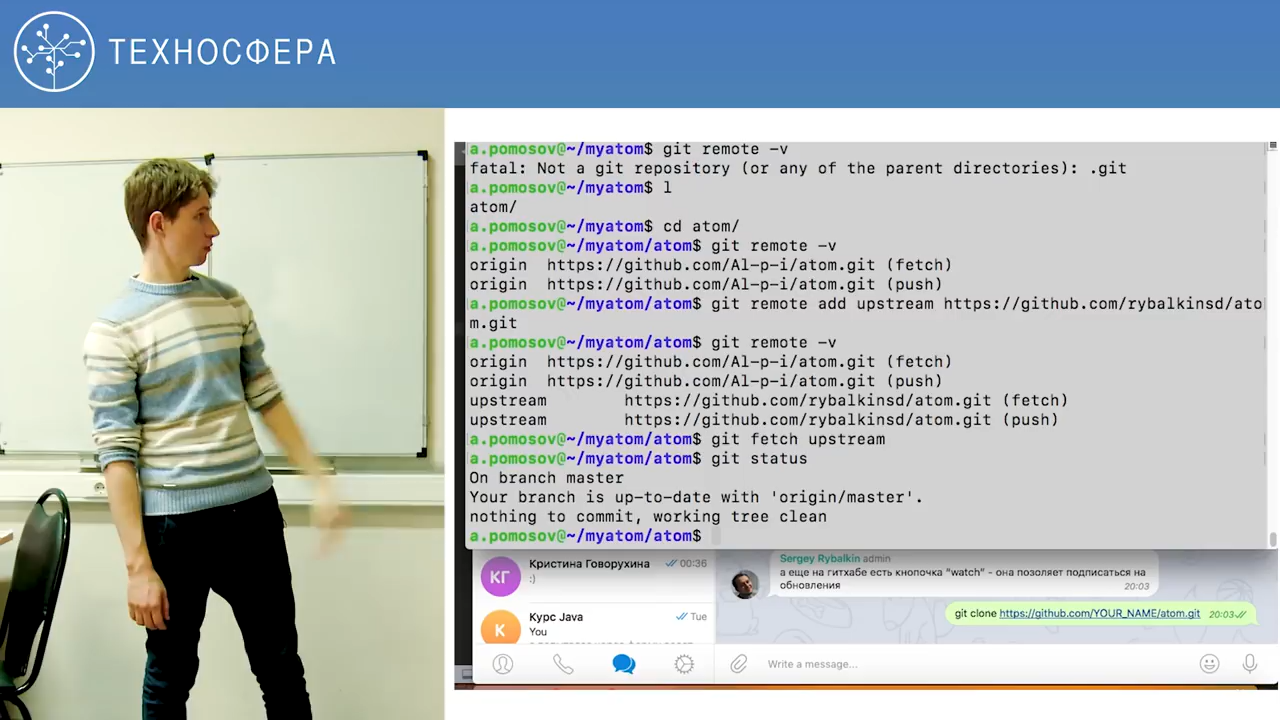 ТЕХНОСФЕРА
a.pomosov@~/myatom$ git remote -v
fatal: Not a git repository (or any of the parent directories): .git
a.pomosov@~/myatom$ l
atom/
a.pomosov@~/myatom$ cd atom/
a.pomosov@~/myatom/atom$ git remote -v
origin  https://github.com/Al-p-i/atom.git (fetch)
origin  https://github.com/Al-p-i/atom.git (push)
a.pomosov@~/myatom/atom$ git remote add upstream https://github.com/rybalkinsd/ato
m.git
a.pomosov@~/myatom/atom$ git remote -v
origin  https://github.com/Al-p-i/atom.git (fetch)
origin  https://github.com/Al-p-i/atom.git (push)
upstream        https://github.com/rybalkinsd/atom.git (fetch)
upstream        https://github.com/rybalkinsd/atom.git (push)
a.pomosov@~/myatom/atom$ git fetch upstream
a.pomosov@~/myatom/atom$ git status
On branch master
Your branch is up-to-date with 'origin/master'.
nothing to commit, working tree clean
a.pomosov@~/myatom/atom$
КГ
Кристина Говорухина 00:36
:)
К
Курс Java Tue
You
Sergey Rybalkin admin
а еще на гитхабе есть кнопочка “watch” - она позоляет подписаться на
обновления
20:03
git clone https://github.com/YOUR_NAME/atom.git 20:03
Write a message...